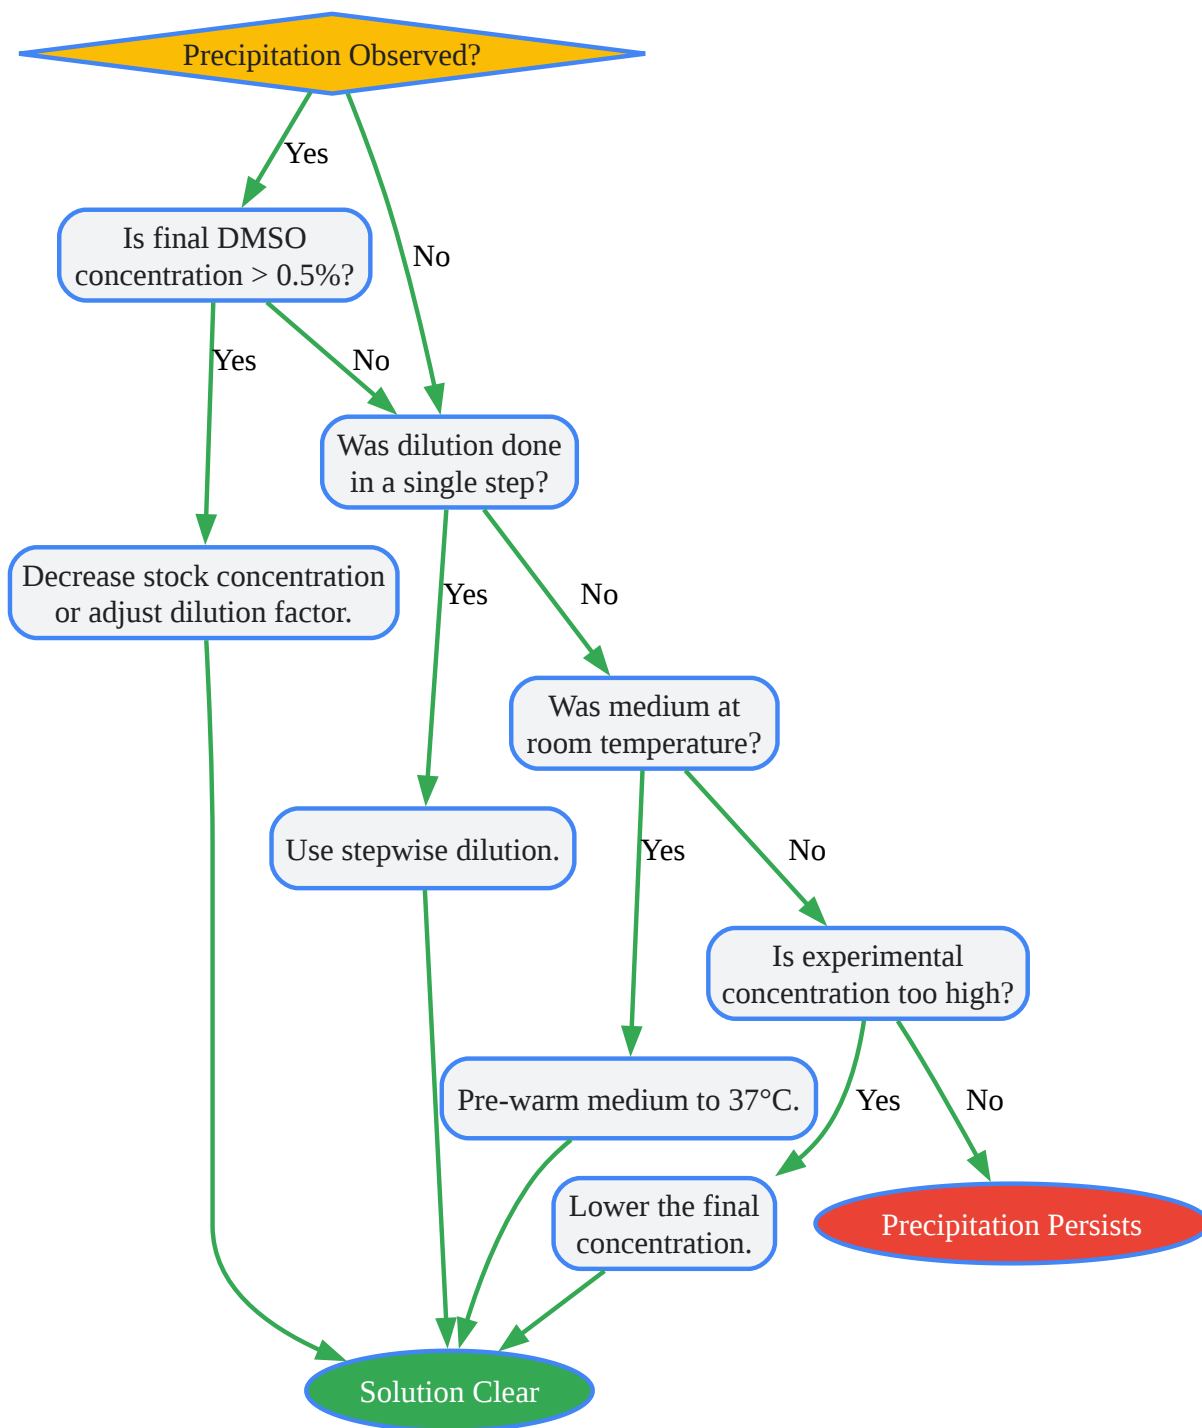 Precipitation Observed?
Yes
Is final DMSO
concentration > 0.5%?
No
Yes
No
Was dilution done
in a single step?
Decrease stock concentration
or adjust dilution factor.
Yes
No
Was medium at
room temperature?
Use stepwise dilution.
Yes
No
Is experimental
concentration too high?
Pre-warm medium to 37°C.
Yes
No
Lower the final
concentration.
Precipitation Persists
Solution Clear